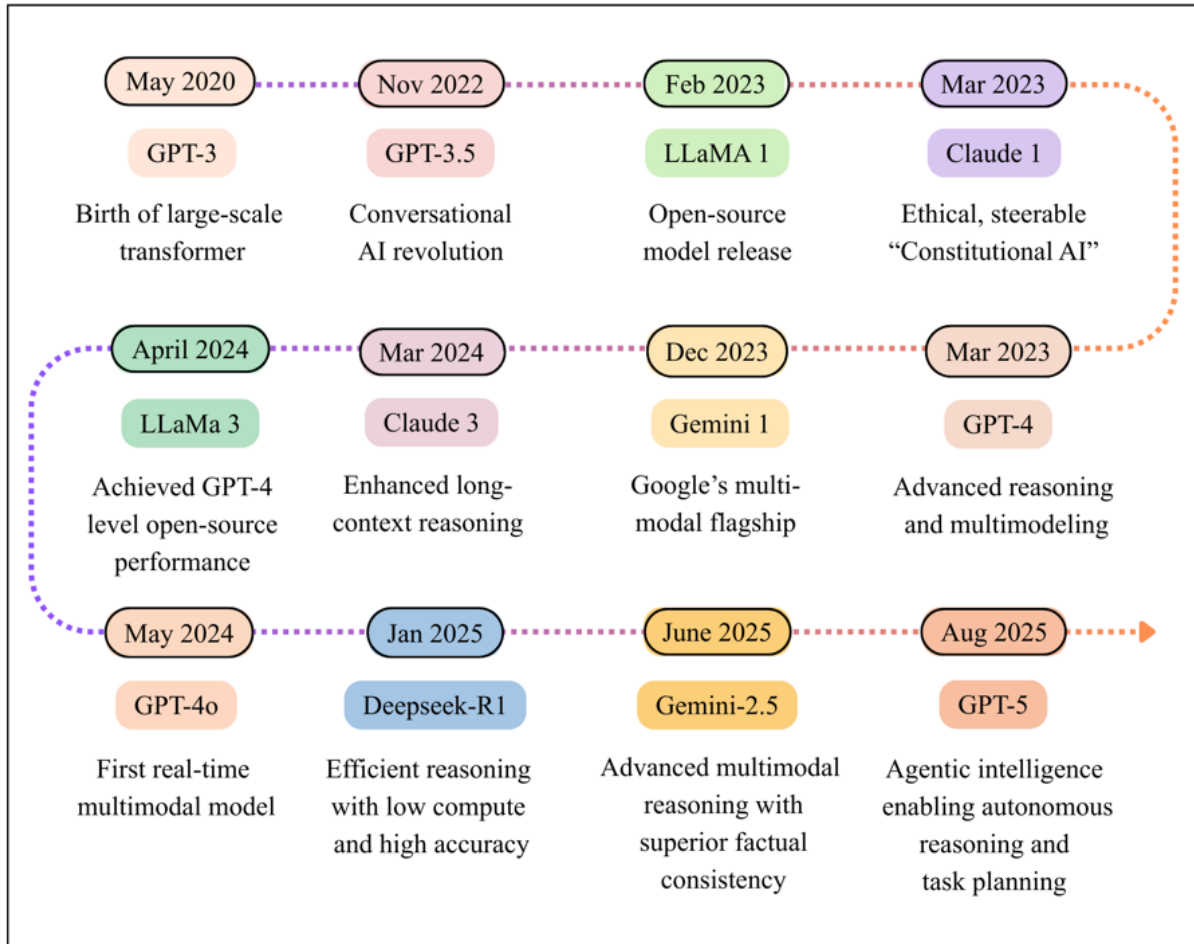 May 2020
GPT-3
Birth of large-scale
transformer
Nov 2022
GPT-3.5
Conversational
AI revolution
Feb 2023
LLaMA 1
Open-source
model release
Mar 2023
Claude 1
Ethical, steerable
“Constitutional AI”
Mar 2023
GPT-4
Advanced reasoning
and multimodeling
Dec 2023
Gemini 1
Google’s multi-
modal flagship
Mar 2024
Claude 3
Enhanced long-
context reasoning
April 2024
LLaMa 3
Achieved GPT-4
level open-source
performance
May 2024
GPT-4o
First real-time
multimodal model
Jan 2025
Deepseek-R1
Efficient reasoning
with low compute
and high accuracy
June 2025
Gemini-2.5
Advanced multimodal
reasoning with
superior factual
consistency
Aug 2025
GPT-5
Agentic intelligence
enabling autonomous
reasoning and
task planning